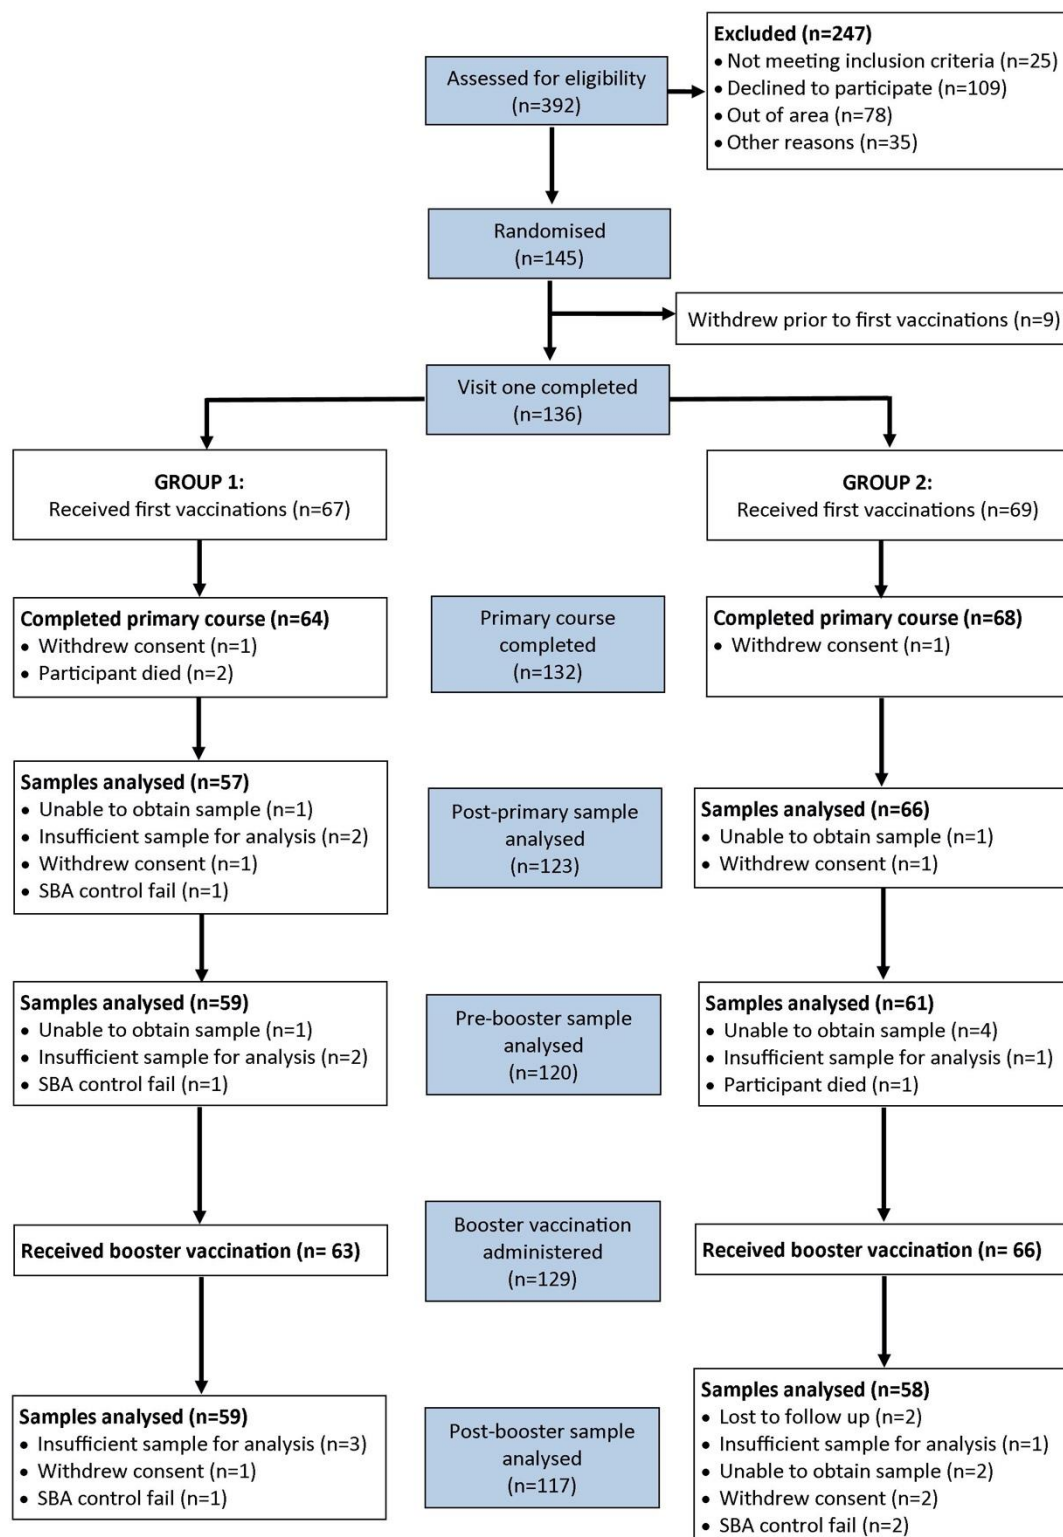 Assessed for eligibility
(n=392)
Excluded (n=247)
• Not meeting inclusion criteria (n=25)
• Declined to participate (n=109)
• Out of area (n=78)
• Other reasons (n=35)
Randomised
(n=145)
Withdrew prior to first vaccinations (n=9)
Visit one completed
(n=136)
GROUP 1:
Received first vaccinations (n=67)
GROUP 2:
Received first vaccinations (n=69)
Completed primary course (n=64)
• Withdrew consent (n=1)
• Participant died (n=2)
Primary course
completed
(n=132)
Completed primary course (n=68)
• Withdrew consent (n=1)
Samples analysed (n=57)
• Unable to obtain sample (n=1)
• Insufficient sample for analysis (n=2)
• Withdrew consent (n=1)
• SBA control fail (n=1)
Post-primary sample
analysed
(n=123)
Samples analysed (n=66)
• Unable to obtain sample (n=1)
• Withdrew consent (n=1)
Samples analysed (n=59)
• Unable to obtain sample (n=1)
• Insufficient sample for analysis (n=2)
• SBA control fail (n=1)
Pre-booster sample
analysed
(n=120)
Samples analysed (n=61)
• Unable to obtain sample (n=4)
• Insufficient sample for analysis (n=1)
• Participant died (n=1)
Received booster vaccination (n= 63)
Booster vaccination
administered
(n=129)
Received booster vaccination (n= 66)
Samples analysed (n=59)
• Insufficient sample for analysis (n=3)
• Withdrew consent (n=1)
• SBA control fail (n=1)
Post-booster sample
analysed
(n=117)
Samples analysed (n=58)
• Lost to follow up (n=2)
• Insufficient sample for analysis (n=1)
• Unable to obtain sample (n=2)
• Withdrew consent (n=2)
• SBA control fail (n=2)